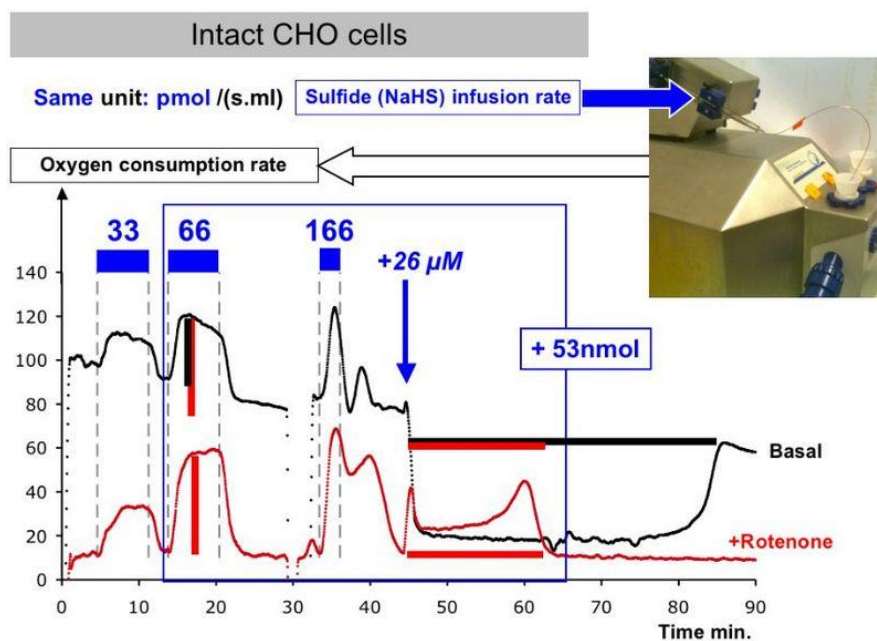 Intact CHO cells
Same unit: pmol /(s.ml)
Sulfide (NaHS) infusion rate
Oxygen consumption rate
33
66
166
+26 µM
+ 53nmol
140
120
100
80
60
40
20
0
Basal
+Rotenone
0 10 20 30 40 50 60 70 80 90
Time min.